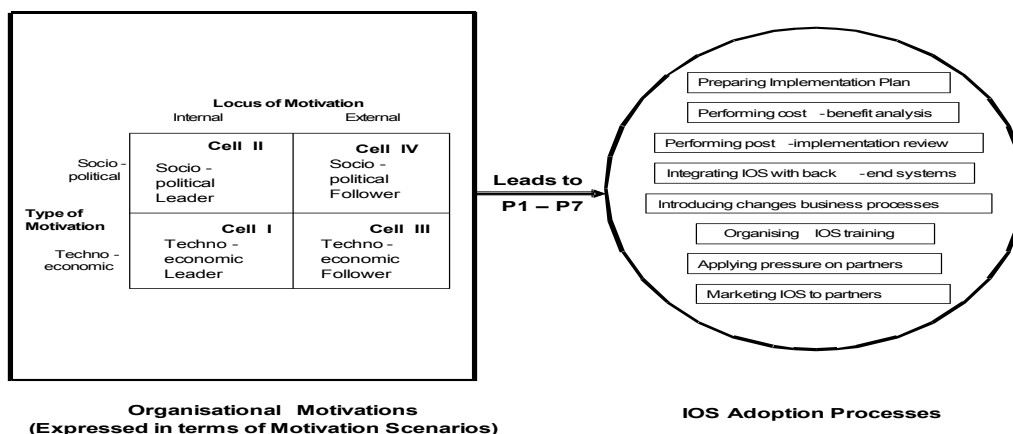 Locus of Motivation
Internal External
Type of
Motivation
Socio -
political
Techno -
economic
Cell II
Socio -
political
Leader
Cell IV
Socio -
political
Follower
Cell I
Techno -
economic
Leader
Cell III
Techno -
economic
Follower
Leads to
P1 – P7
Preparing Implementation Plan
Performing cost -benefit analysis
Performing post -implementation review
Integrating IOS with back -end systems
Introducing changes business processes
Organising IOS training
Applying pressure on partners
Marketing IOS to partners
Organisational Motivations
(Expressed in terms of Motivation Scenarios)
IOS Adoption Processes